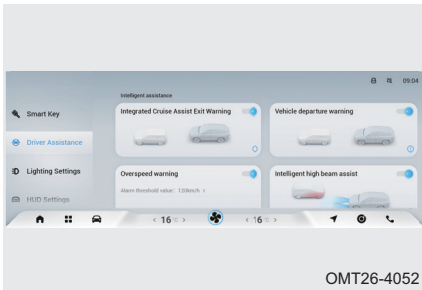 09:04
Intelligent assistance
Smart Key
Integrated Cruise Assist Exit Warning
Vehicle departure warning
Driver Assistance
Lighting Settings
Overspeed warning
Intelligent high beam assist
Alarm threshold value: 120km/h
HUD Settings
< 16 °C >
< 16 °C >
OMT26-4052